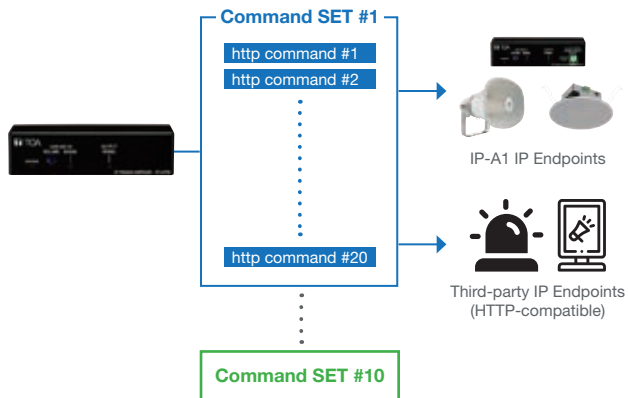 Command SET #1
http command #1
http command #2
http command #20
Command SET #10
TOA
TOA
IP-A1 IP Endpoints
Third-party IP Endpoints
(HTTP-compatible)